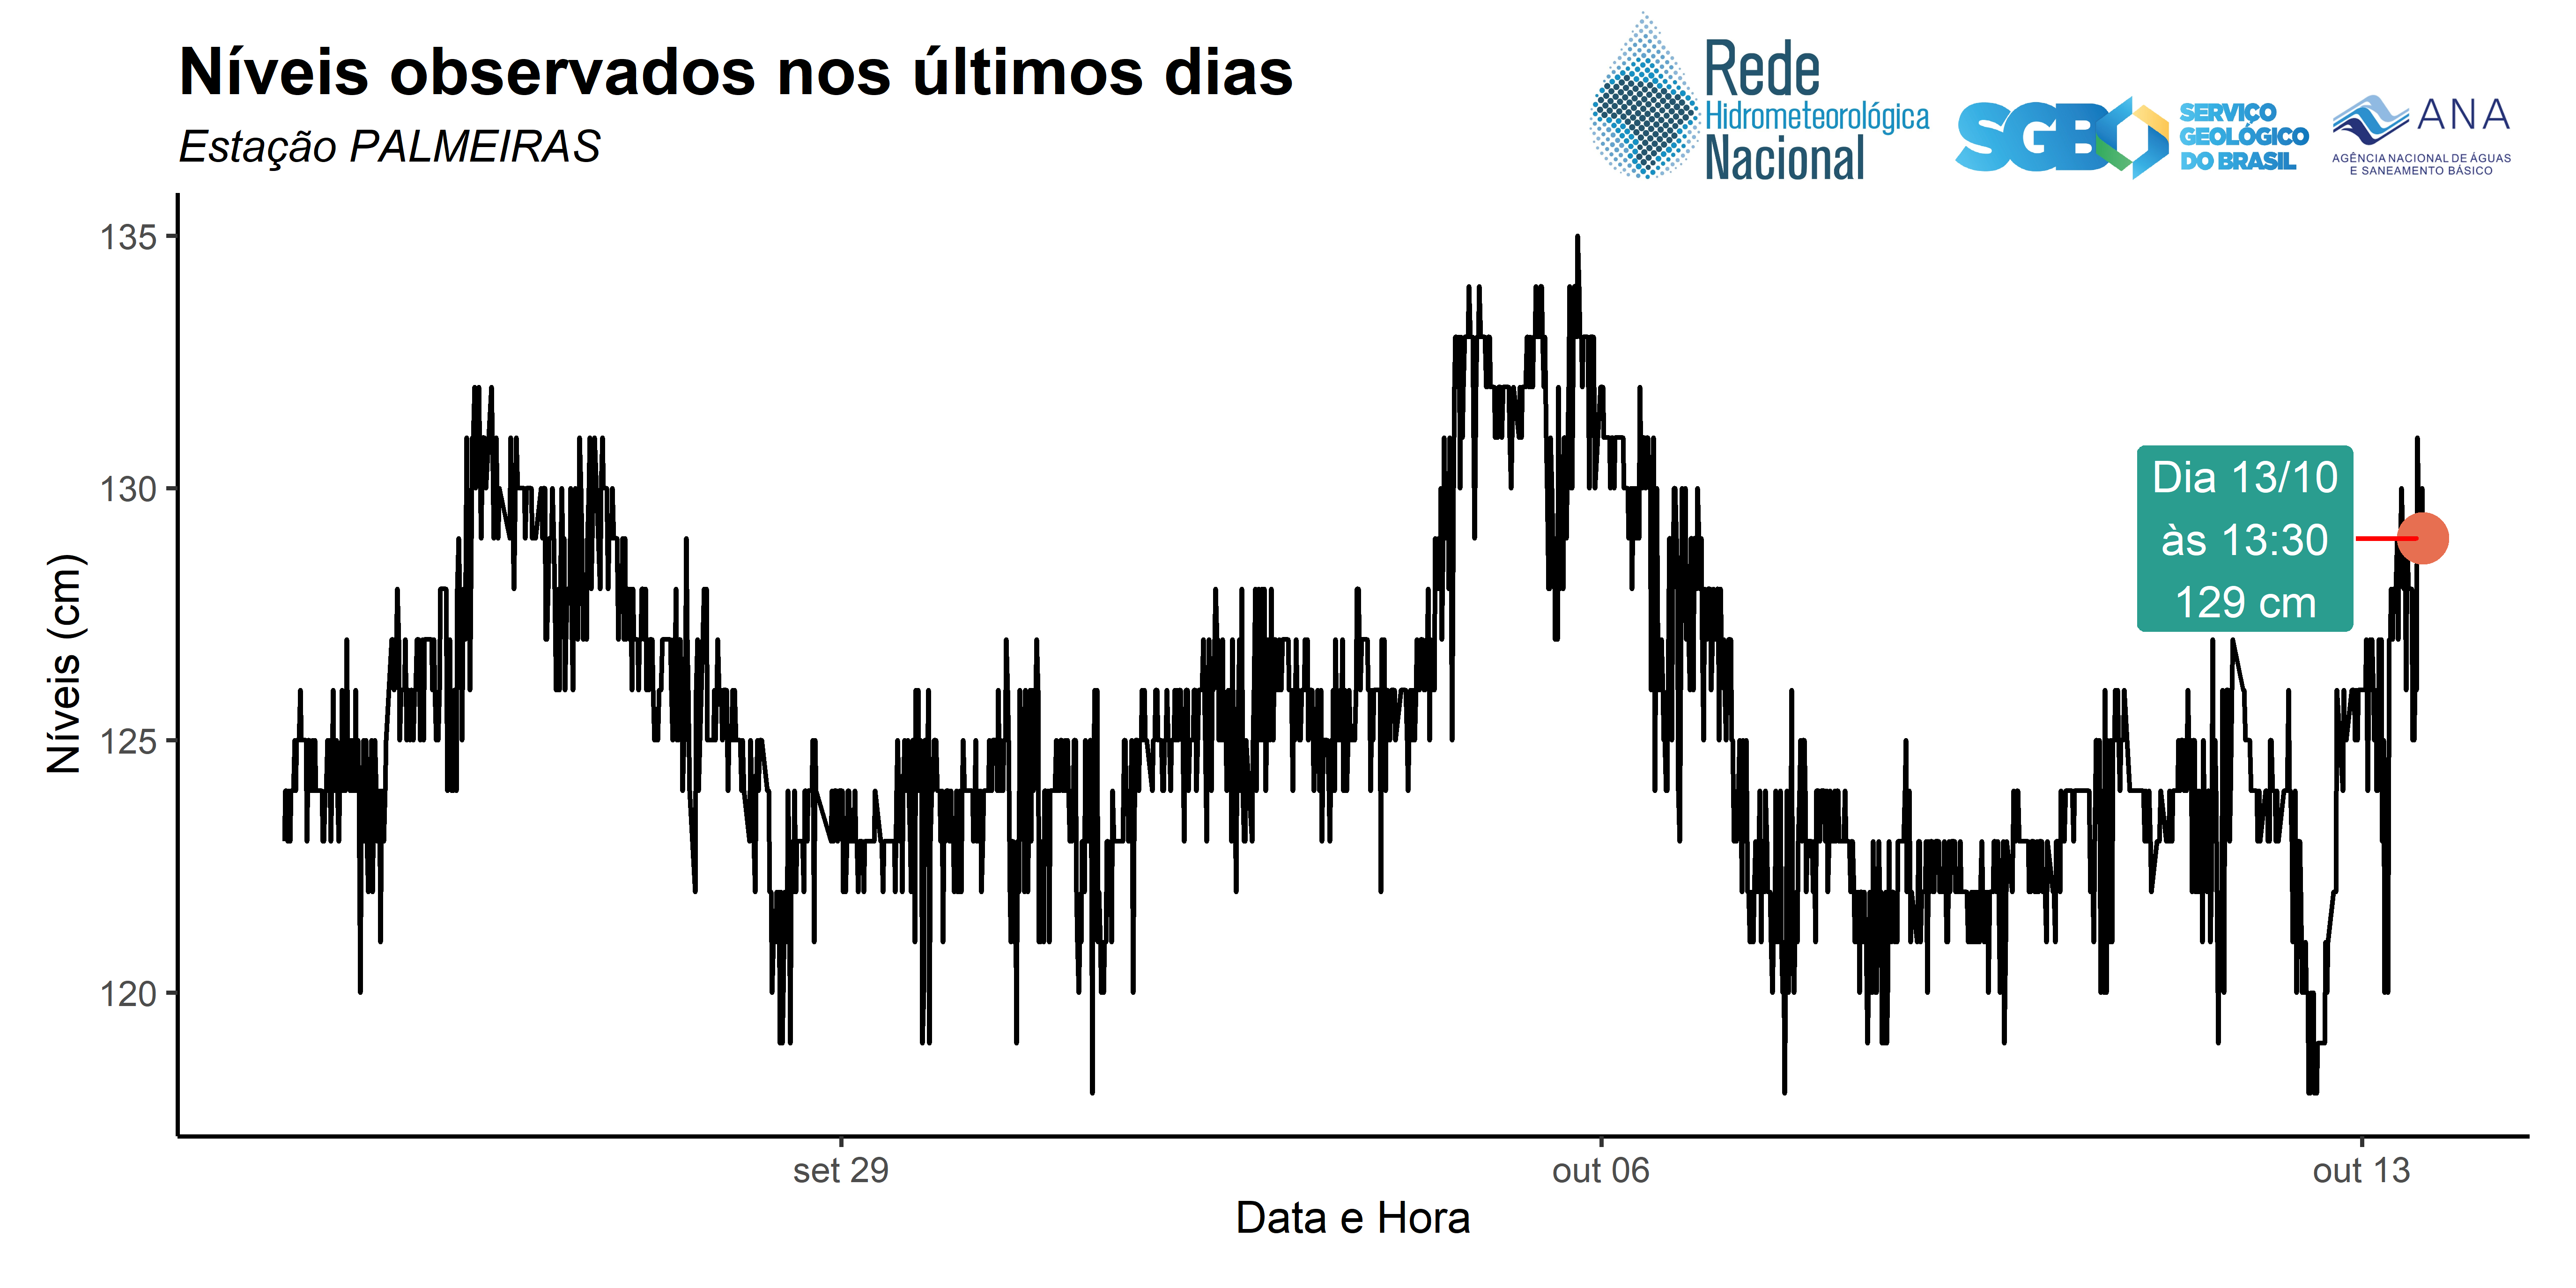 Níveis observados nos últimos dias
Estação PALMEIRAS
Rede
Hidrometeorológica
Nacional
SGB
SERVIÇO
GEOLÓGICO
DO BRASIL
ANA
AGÊNCIA NACIONAL DE ÁGUAS
E SANEAMENTO BÁSICO
135
130
125
120
Níveis (cm)
Dia 13/10
às 13:30
129 cm
set 29
out 06
out 13
Data e Hora